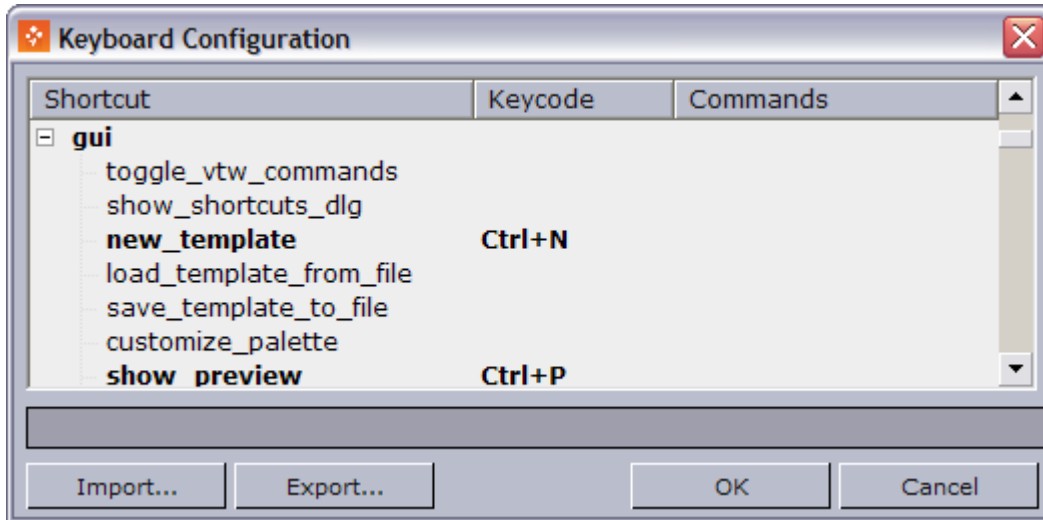 Keyboard Configuration
Shortcut Keycode Commands
gui
toggle_vtw_commands
show_shortcuts_dlg
new_template Ctrl+N
load_template_from_file
save_template_to_file
customize_palette
show_preview Ctrl+P
Import... Export... OK Cancel